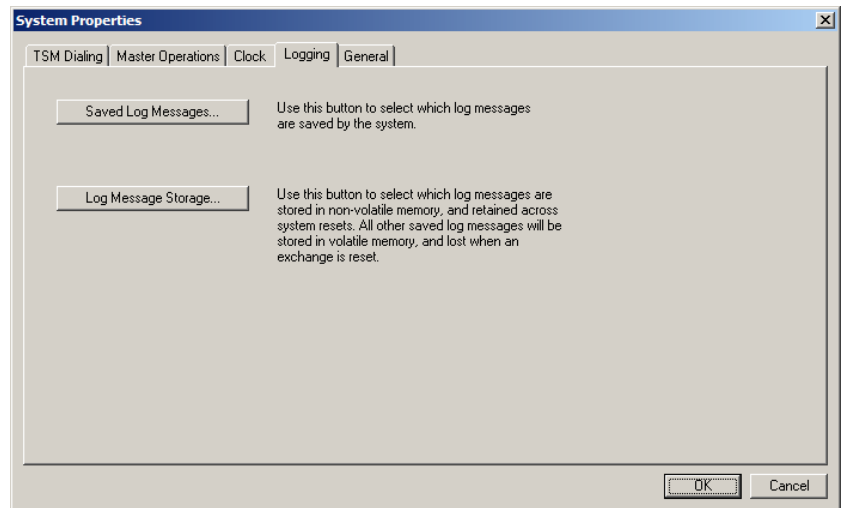 System Properties
TSM Dialing Master Operations Clock Logging General
Saved Log Messages...
Use this button to select which log messages
are saved by the system.
Log Message Storage...
Use this button to select which log messages are
stored in non-volatile memory, and retained across
system resets. All other saved log messages will be
stored in volatile memory, and lost when an
exchange is reset.
OK Cancel